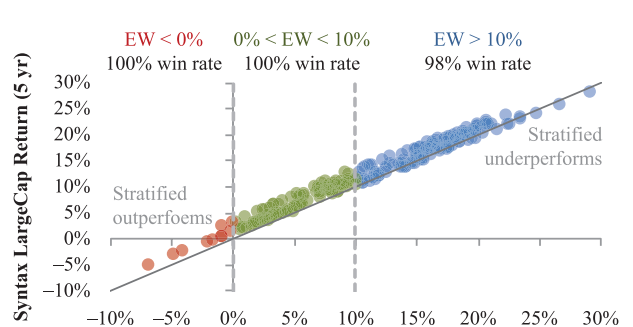 EW < 0% 0% < EW < 10% EW > 10%
100% win rate 100% win rate 98% win rate
Syntax LargeCap Return (5 yr)
30%
25%
20%
15%
10%
5%
0%
−5%
−10%
Stratified
underperforms
Stratified
outperfoems
−10% −5% 0% 5% 10% 15% 20% 25% 30%